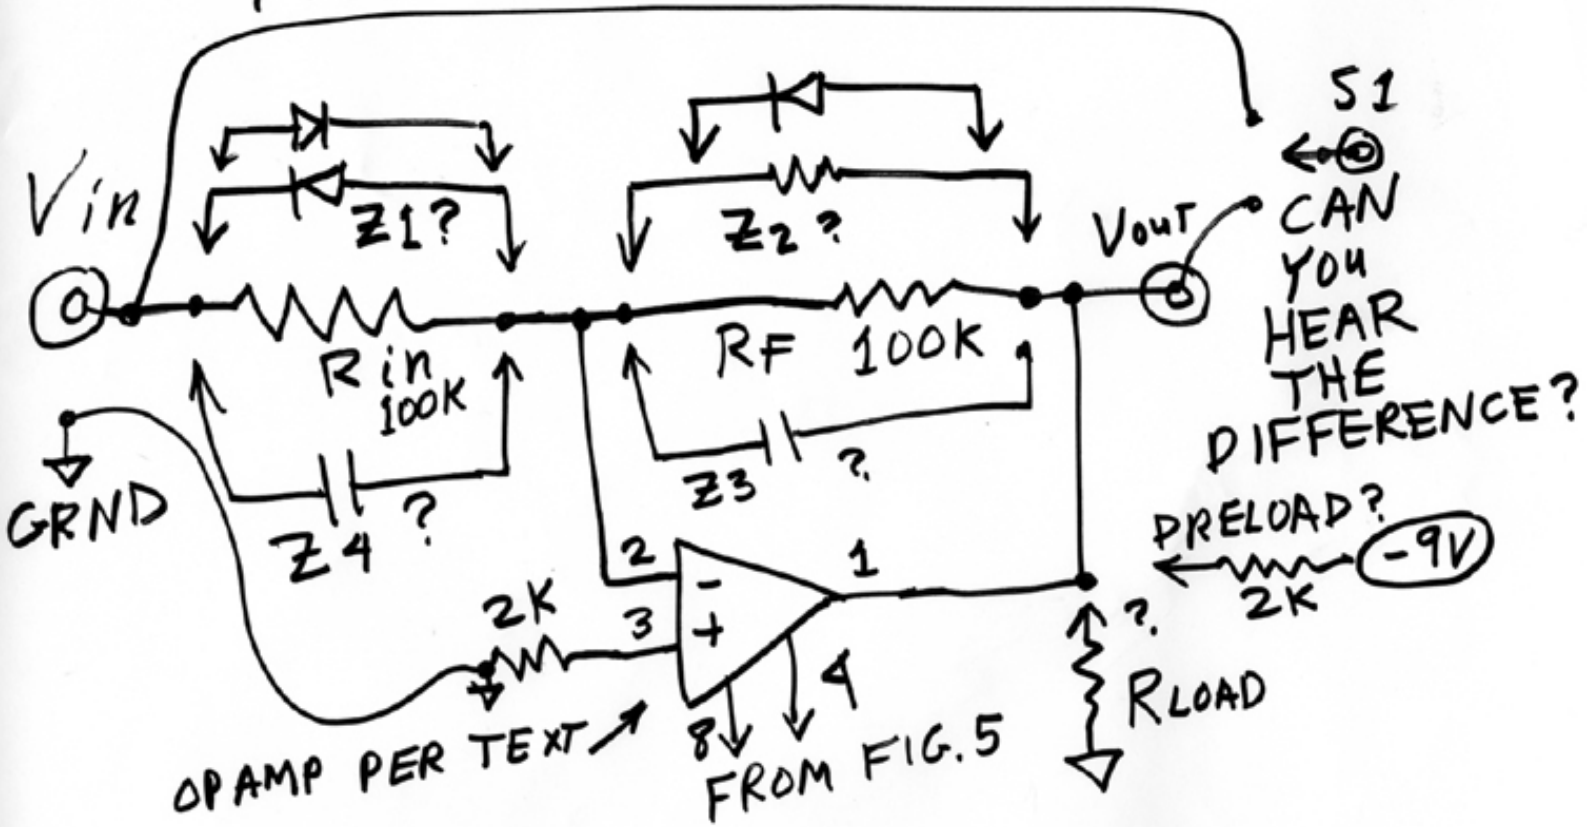 S1
Vin
Z1?
Z2?
Vout
CAN
YOU
HEAR
THE
DIFFERENCE?
Rin
100K
RF 100K
GRND
Z4 ?
Z3 ?
PRELOAD?
-9V
2K
2K
2
3
-
+
1
?
RLOAD
4
8
OPAMP PER TEXT
FROM FIG. 5